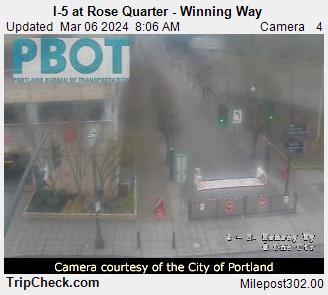 I-5 at Rose Quarter - Winning Way
Updated Mar 06 2024 8:06 AM Camera 4
PBOT
PORTLAND BUREAU OF TRANSPORTATION
Camera courtesy of the City of Portland
TripCheck.com Milepost302.00